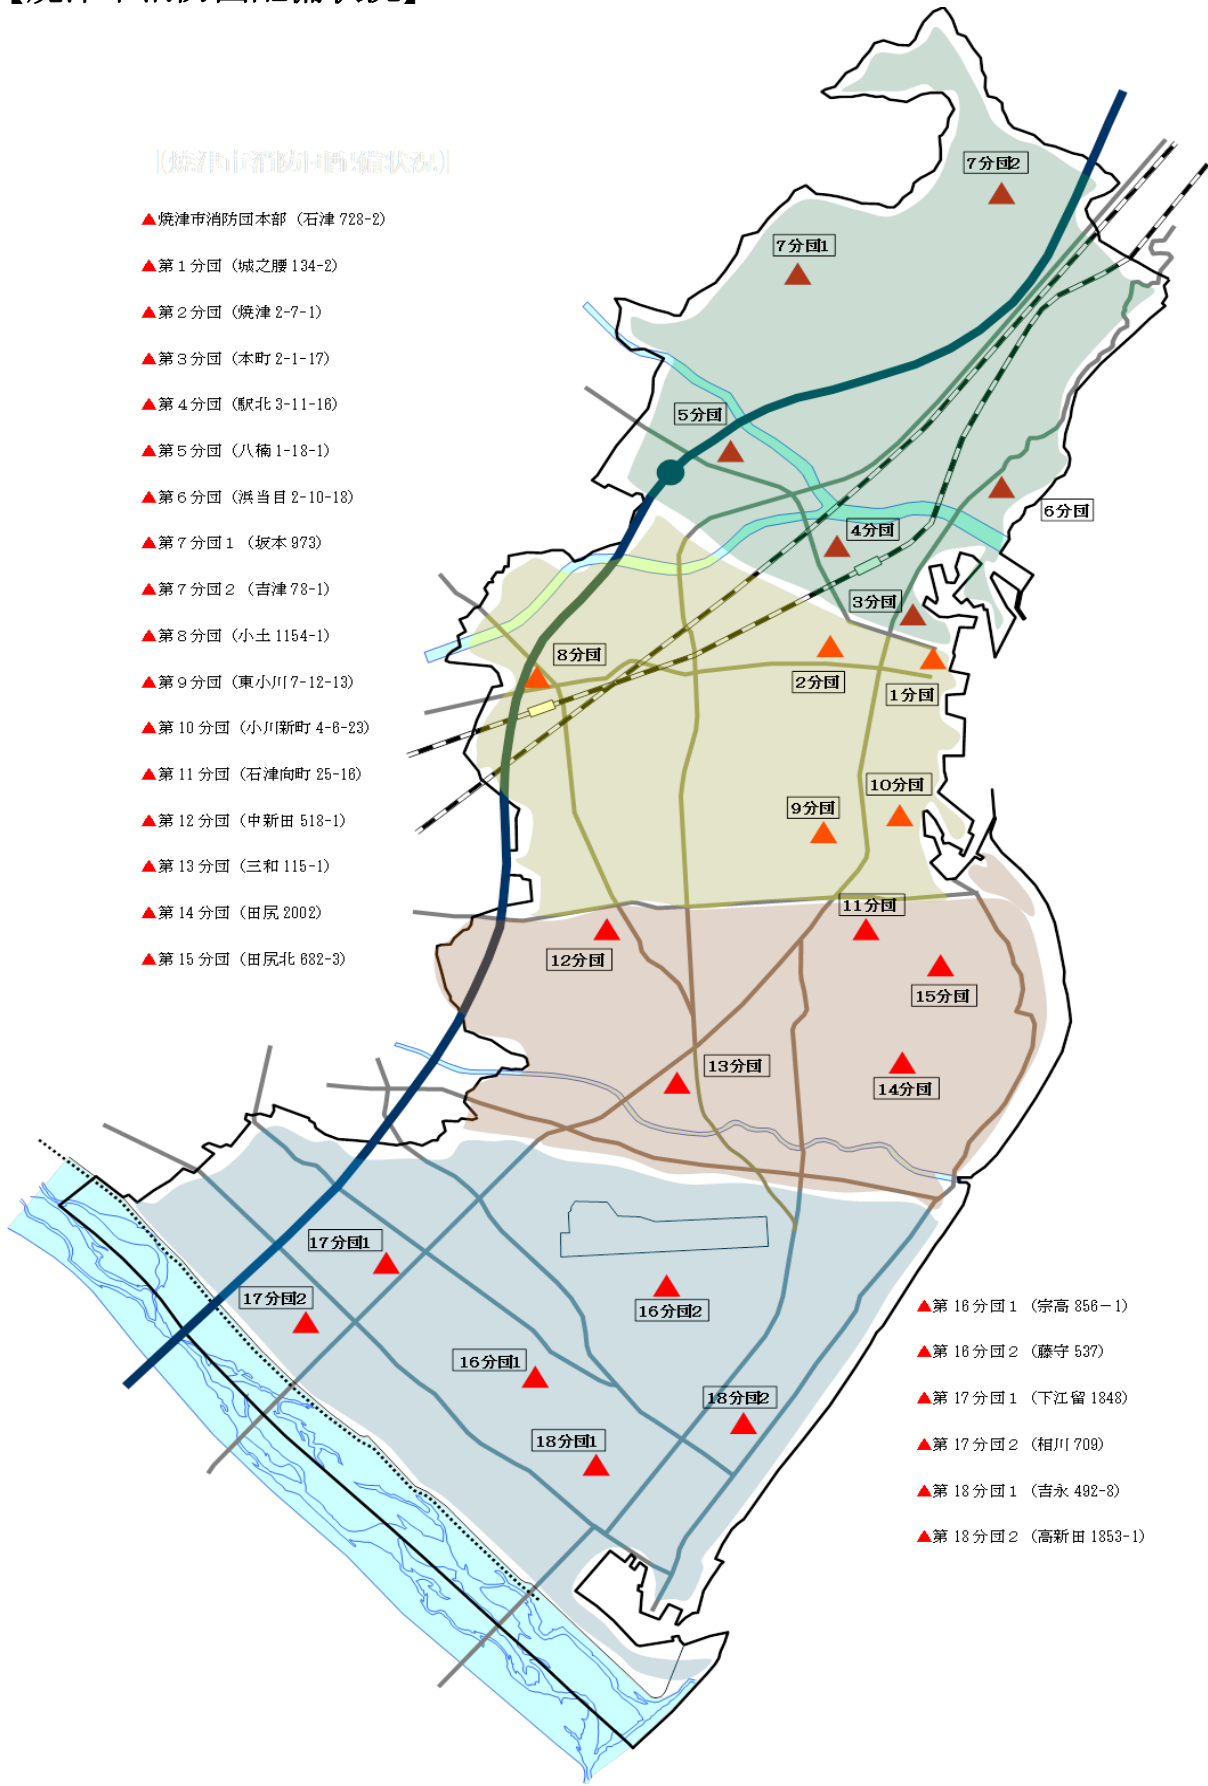 (焼津市消防団配備状況)
▲焼津市消防団本部（石津 728-2）
▲第１分団（城之腰 134-2）
▲第２分団（焼津 2-7-1）
▲第３分団（本町 2-1-17）
▲第４分団（駅北 3-11-16）
▲第５分団（八楠 1-18-1）
▲第６分団（浜当目 2-10-18）
▲第７分団１（坂本 973）
▲第７分団２（吉津 78-1）
▲第８分団（小土 1154-1）
▲第９分団（東小川 7-12-13）
▲第 10 分団（小川新町 4-6-23）
▲第 11 分団（石津向町 25-16）
▲第 12 分団（中新田 518-1）
▲第 13 分団（三和 115-1）
▲第 14 分団（田尻 2002）
▲第 15 分団（田尻北 682-3）
7分団2
7分団1
5分団
6分団
4分団
3分団
8分団
2分団
1分団
10分団
9分団
11分団
12分団
15分団
13分団
14分団
17分団1
17分団2
16分団2
16分団1
18分団2
18分団1
▲第 16 分団１（宗高 856－1）
▲第 16 分団２（藤守 537）
▲第 17 分団１（下江留 1848）
▲第 17 分団２（相川 709）
▲第 18 分団１（吉永 492-8）
▲第 18 分団２（高新田 1853-1）